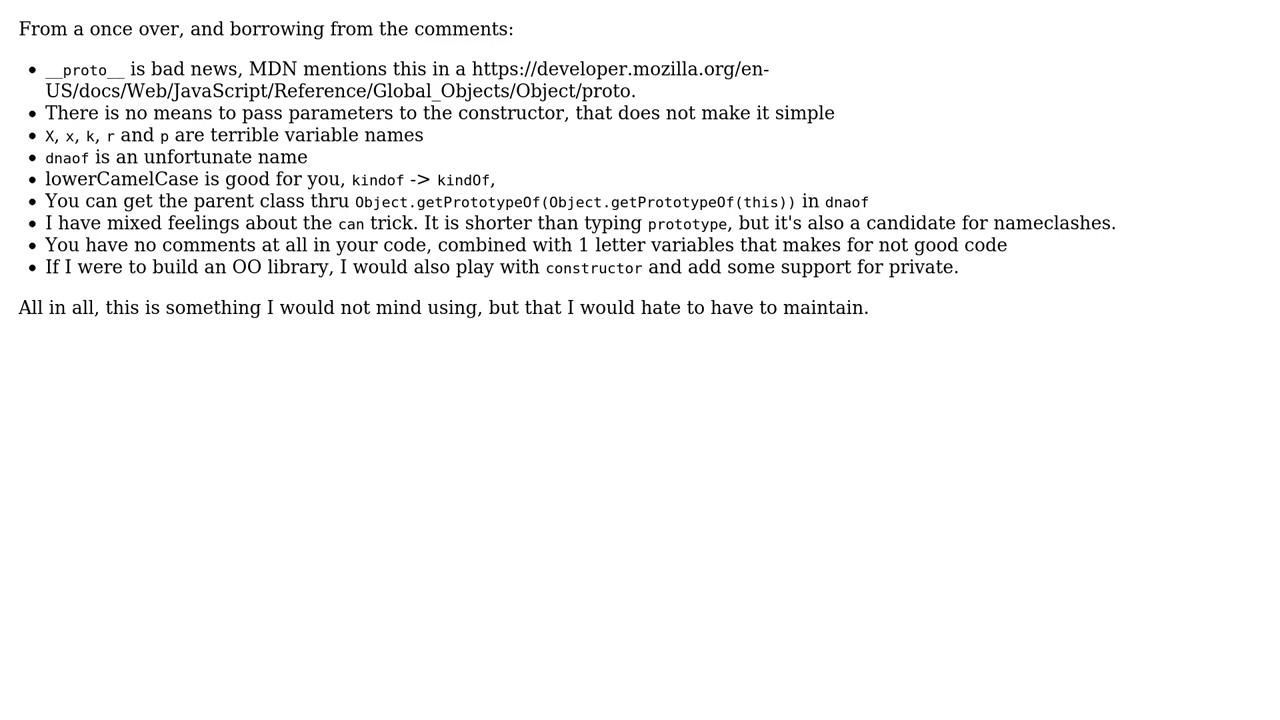 From a once over, and borrowing from the comments:
• __proto__ is bad news, MDN mentions this in a https://developer.mozilla.org/en-
US/docs/Web/JavaScript/Reference/Global_Objects/Object/proto.
• There is no means to pass parameters to the constructor, that does not make it simple
• X, x, k, r and p are terrible variable names
• dnaof is an unfortunate name
• lowerCamelCase is good for you, kindof -> kindOf,
• You can get the parent class thru Object.getPrototypeOf(Object.getPrototypeOf(this)) in dnaof
• I have mixed feelings about the can trick. It is shorter than typing prototype, but it's also a candidate for nameclashes.
• You have no comments at all in your code, combined with 1 letter variables that makes for not good code
• If I were to build an OO library, I would also play with constructor and add some support for private.
All in all, this is something I would not mind using, but that I would hate to have to maintain.